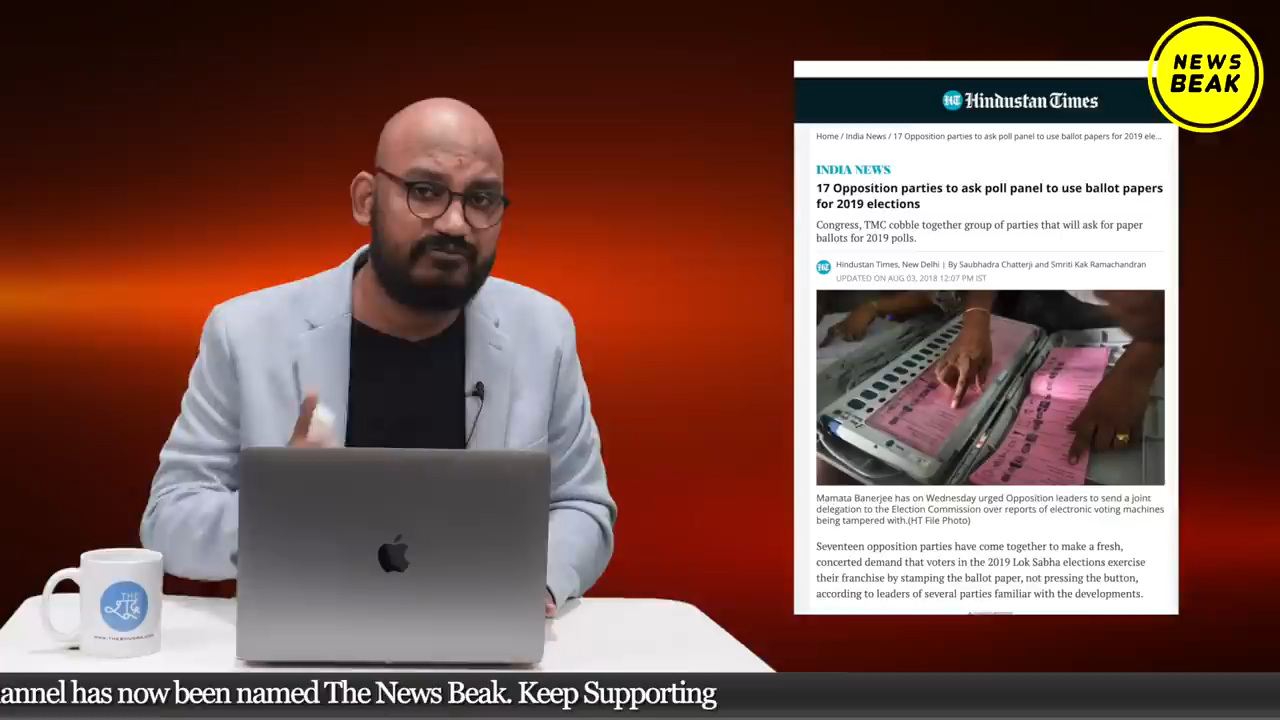 NEWS
BEAK
Hindustan Times
Home / India News / 17 Opposition parties to ask poll panel to use ballot papers for 2019 ele...
INDIA NEWS
17 Opposition parties to ask poll panel to use ballot papers
for 2019 elections
Congress, TMC cobble together group of parties that will ask for paper
ballots for 2019 polls.
HT
Hindustan Times, New Delhi | By Saubhadra Chatterji and Smriti Kak Ramachandran
UPDATED ON AUG 03, 2018 12:07 PM IST
Mamata Banerjee has on Wednesday urged Opposition leaders to send a joint
delegation to the Election Commission over reports of electronic voting machines
being tampered with.(HT File Photo)
Seventeen opposition parties have come together to make a fresh,
concerted demand that voters in the 2019 Lok Sabha elections exercise
their franchise by stamping the ballot paper, not pressing the button,
according to leaders of several parties familiar with the developments.
THE
annel has now been named The News Beak. Keep Supporting